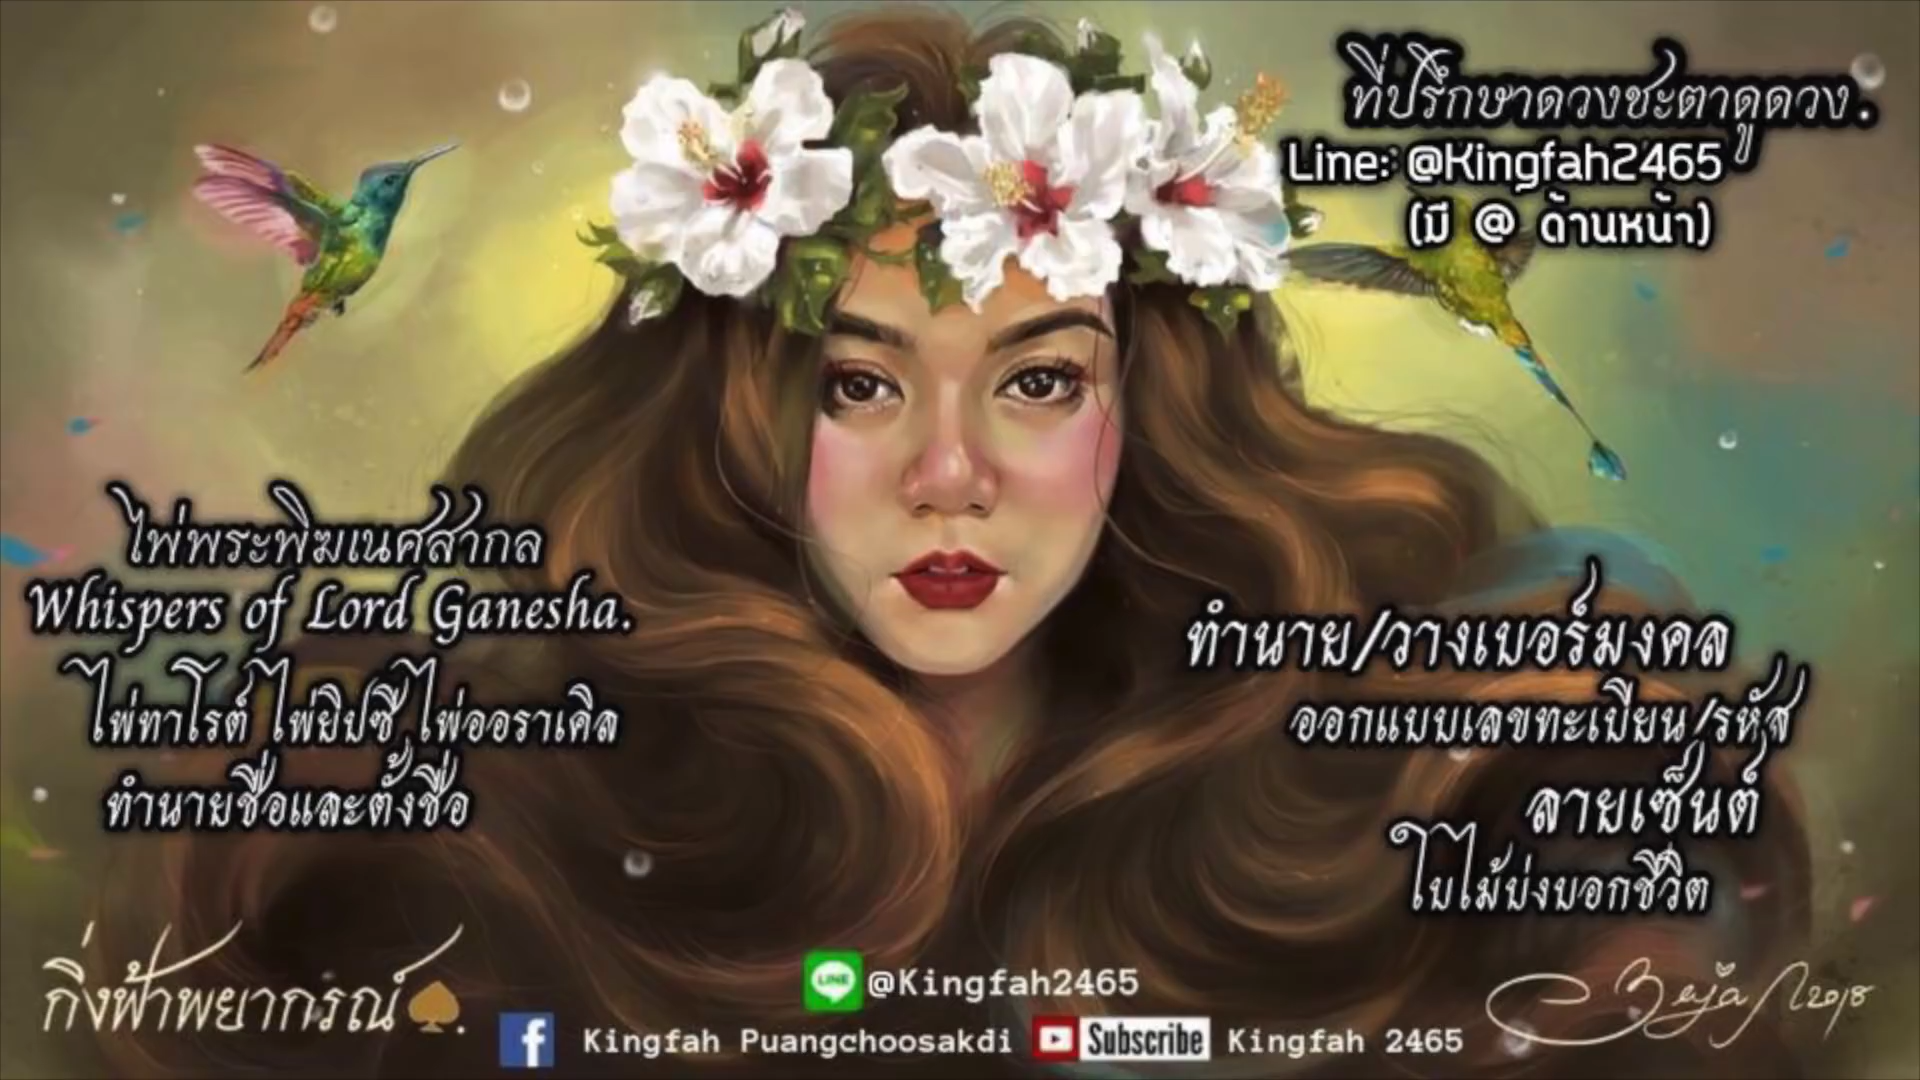 ที่ปรึกษาดวงชะตาดูดวง.
Line: @Kingfah2465
(มี @ ด้านหน้า)
ไพ่พระพิฆเนศสากล
Whispers of Lord Ganesha.
ไพ่ทาโรต์ ไพ่ยิปซี ไพ่ออราเคิล
ทำนายชื่อและตั้งชื่อ
ทำนาย/วางเบอร์มงคล
ออกแบบเลขทะเบียน/รหัส
ลายเซ็นต์
ใบไม้บ่งบอกชีวิต
กิ่งฟ้าพยากรณ์.
LINE @Kingfah2465
f Kingfah Puangchoosakdi Subscribe Kingfah 2465
2018